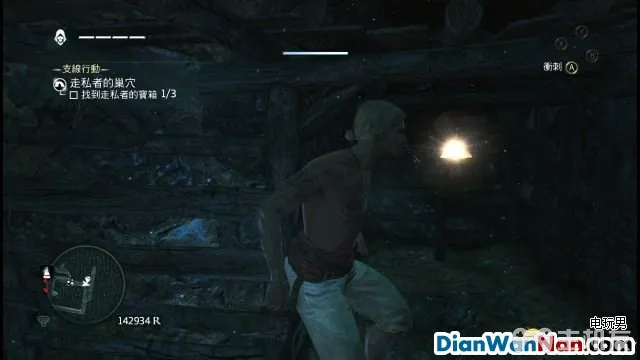 支線行動
走私者的巢穴
找到走私者的寶箱 1/3
Y
X
B
衝刺 A
142934 R
电玩男
DianWanNan.com